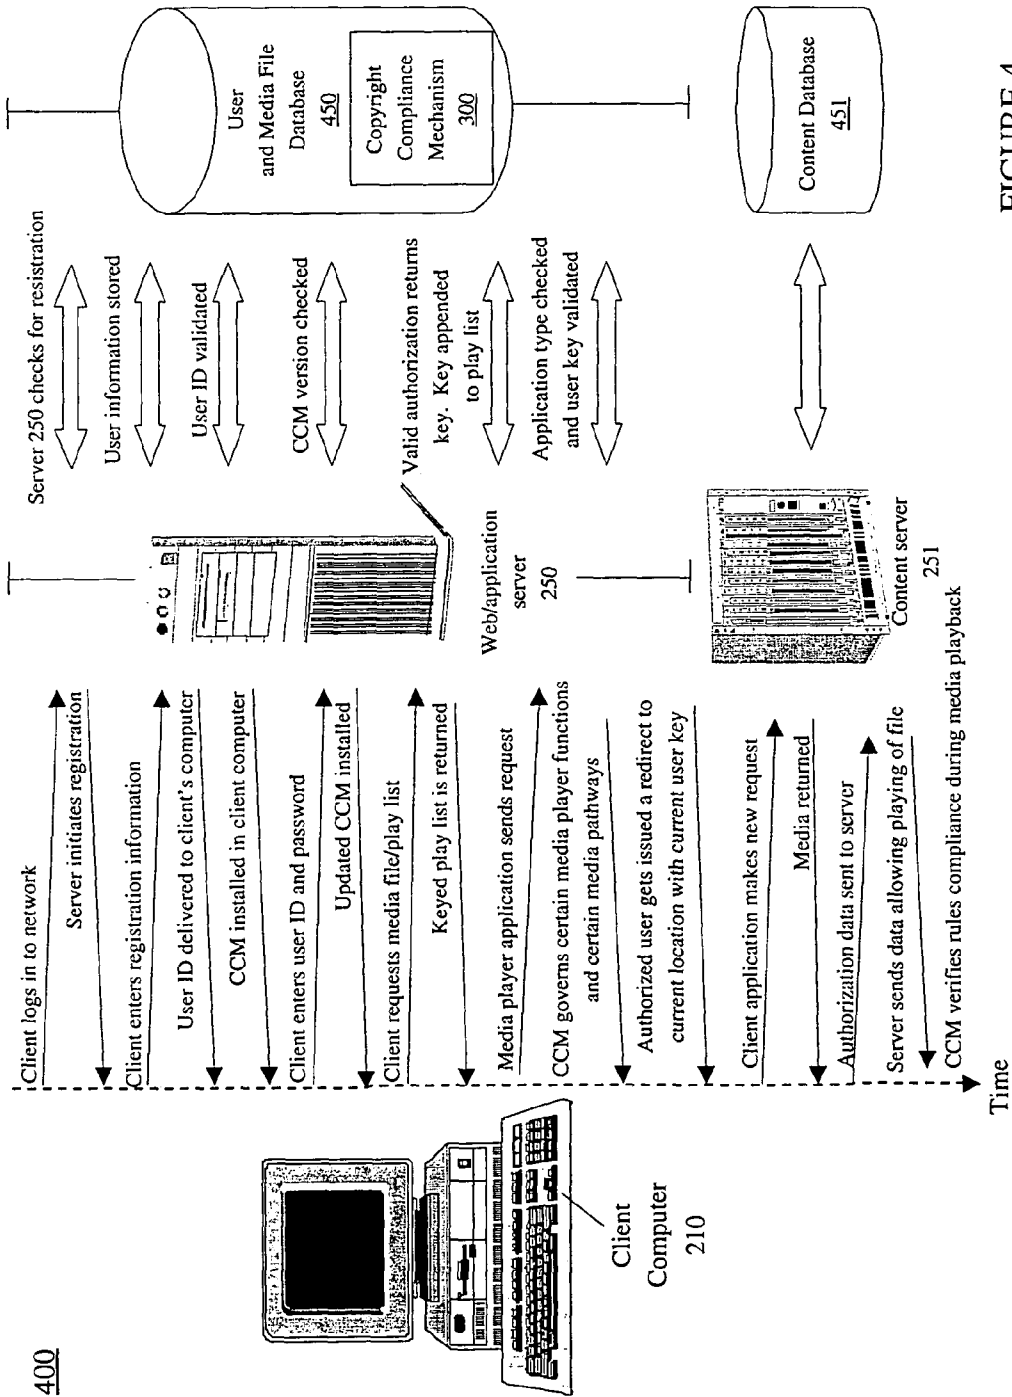 400
Client
Computer
210
Client logs in to network
Server initiates registration
Client enters registration information
User ID delivered to client's computer
CCM installed in client computer
Client enters user ID and password
Updated CCM installed
Client requests media file/play list
Keyed play list is returned
Media player application sends request
CCM governs certain media player functions
and certain media pathways
Authorized user gets issued a redirect to
current location with current user key
Client application makes new request
Media returned
Authorization data sent to server
Server sends data allowing playing of file
CCM verifies rules compliance during media playback
Time
Web/application
server
250
Content server
251
Server 250 checks for resistration
User information stored
User ID validated
CCM version checked
Valid authorization returns
key. Key appended
to play list
Application type checked
and user key validated
User
and Media File
Database
450
Copyright
Compliance
Mechanism
300
Content Database
451
FIGURE 4